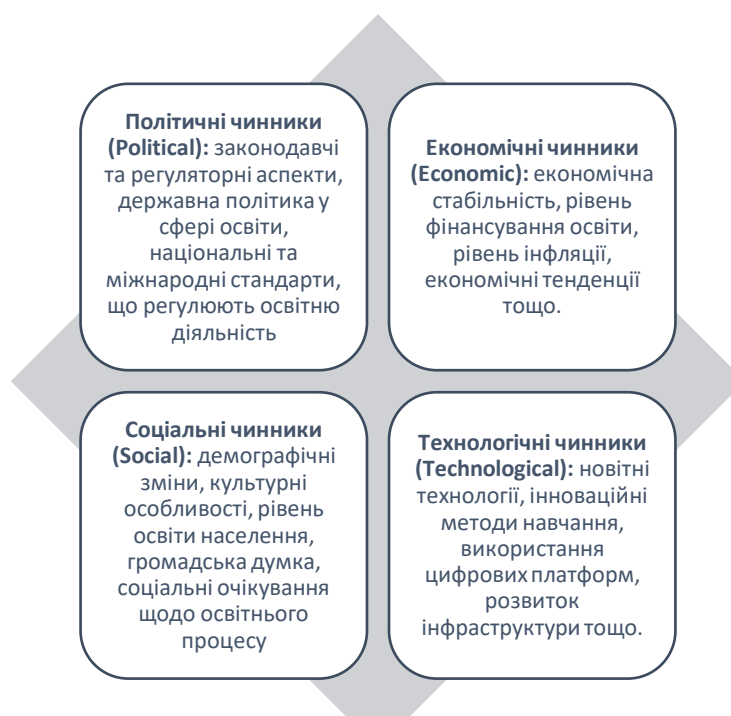 Політичні чинники
(Political): законодавчі
та регуляторні аспекти,
державна політика у
сфері освіти,
національні та
міжнародні стандарти,
що регулюють освітню
діяльність
Економічні чинники
(Economic): економічна
стабільність, рівень
фінансування освіти,
рівень інфляції,
економічні тенденції
тощо.
Соціальні чинники
(Social): демографічні
зміни, культурні
особливості, рівень
освіти населення,
громадська думка,
соціальні очікування
щодо освітнього
процесу
Технологічні чинники
(Technological): новітні
технології, інноваційні
методи навчання,
використання
цифрових платформ,
розвиток
інфраструктури тощо.